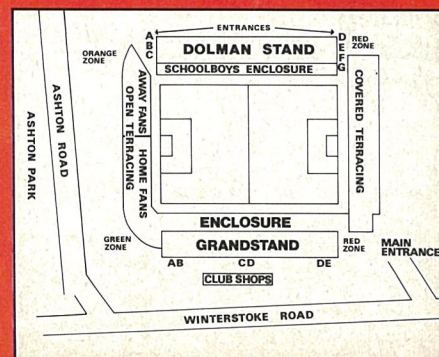 ENTRANCES
A
B
C
DOLMAN STAND
D
E
F
G
RED
ZONE
SCHOOLBOYS ENCLOSURE
ORANGE
ZONE
AWAY FANS
HOME FANS
OPEN TERRACING
COVERED TERRACING
ASHTON ROAD
ASHTON PARK
ENCLOSURE
GRANDSTAND
GREEN
ZONE
RED
ZONE
MAIN
ENTRANCE
AB
CD
DE
CLUB SHOPS
WINTERSTOKE ROAD